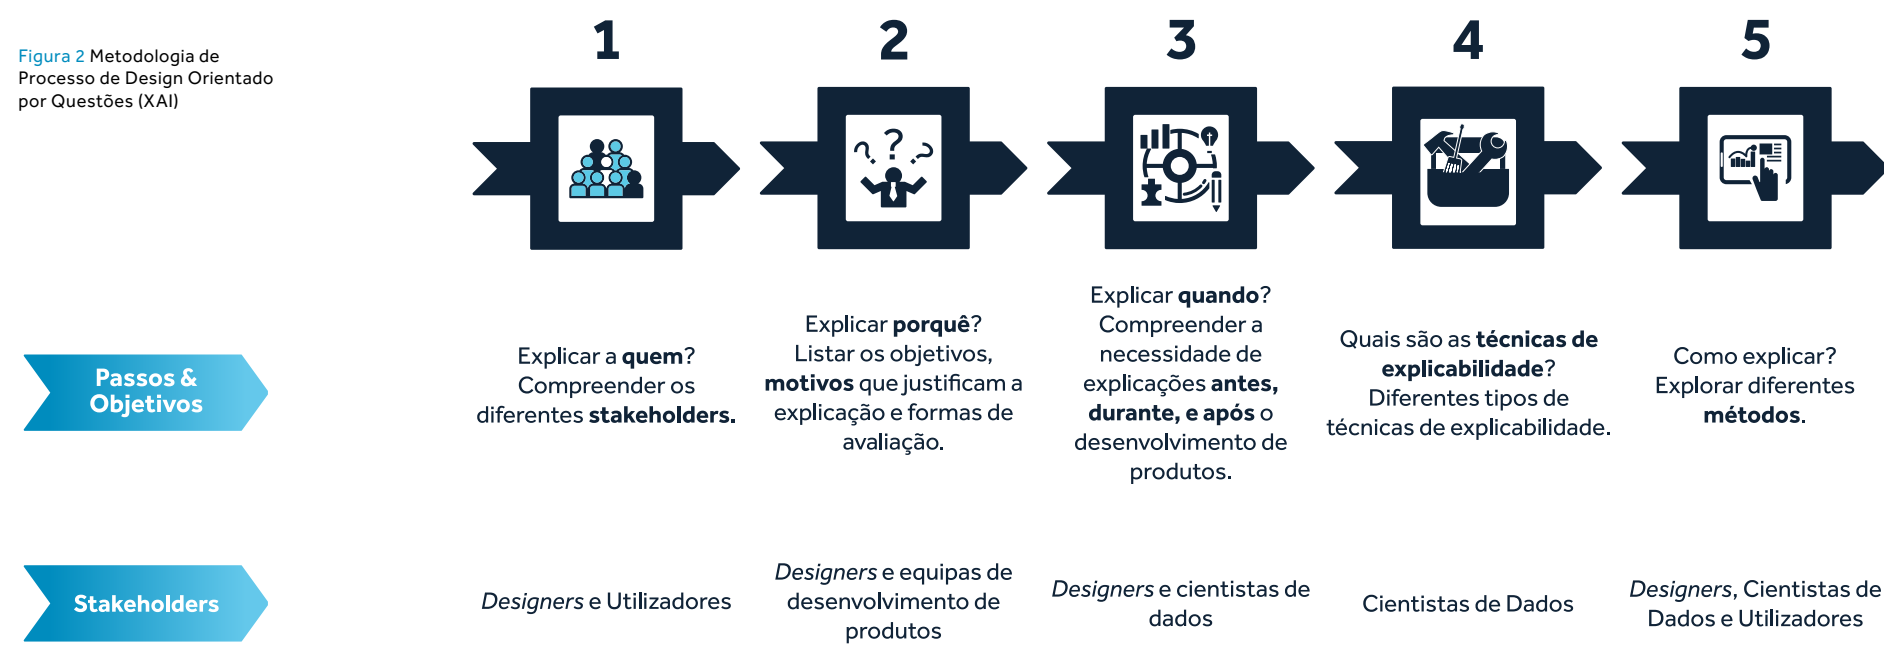 Figura 2 Metodologia de
Processo de Design Orientado
por Questões (XAI)
1
2
3
4
5
Passos &
Objetivos
Explicar a quem?
Compreender os
diferentes stakeholders.
Explicar porquê?
Listar os objetivos,
motivos que justificam a
explicação e formas de
avaliação.
Explicar quando?
Compreender a
necessidade de
explicações antes,
durante, e após o
desenvolvimento de
produtos.
Quais são as técnicas de
explicabilidade?
Diferentes tipos de
técnicas de explicabilidade.
Como explicar?
Explorar diferentes
métodos.
Stakeholders
Designers e Utilizadores
Designers e equipas de
desenvolvimento de
produtos
Designers e cientistas de
dados
Cientistas de Dados
Designers, Cientistas de
Dados e Utilizadores